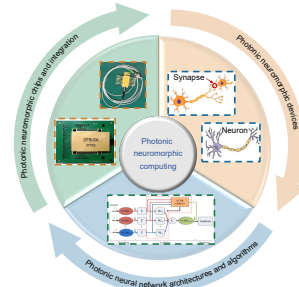 Photonic neuromorphic chips and integration
Photonic neuromorphic devices
Synapse
Neuron
Photonic
neuromorphic
computing
array
Photonic neural network architectures and algorithms